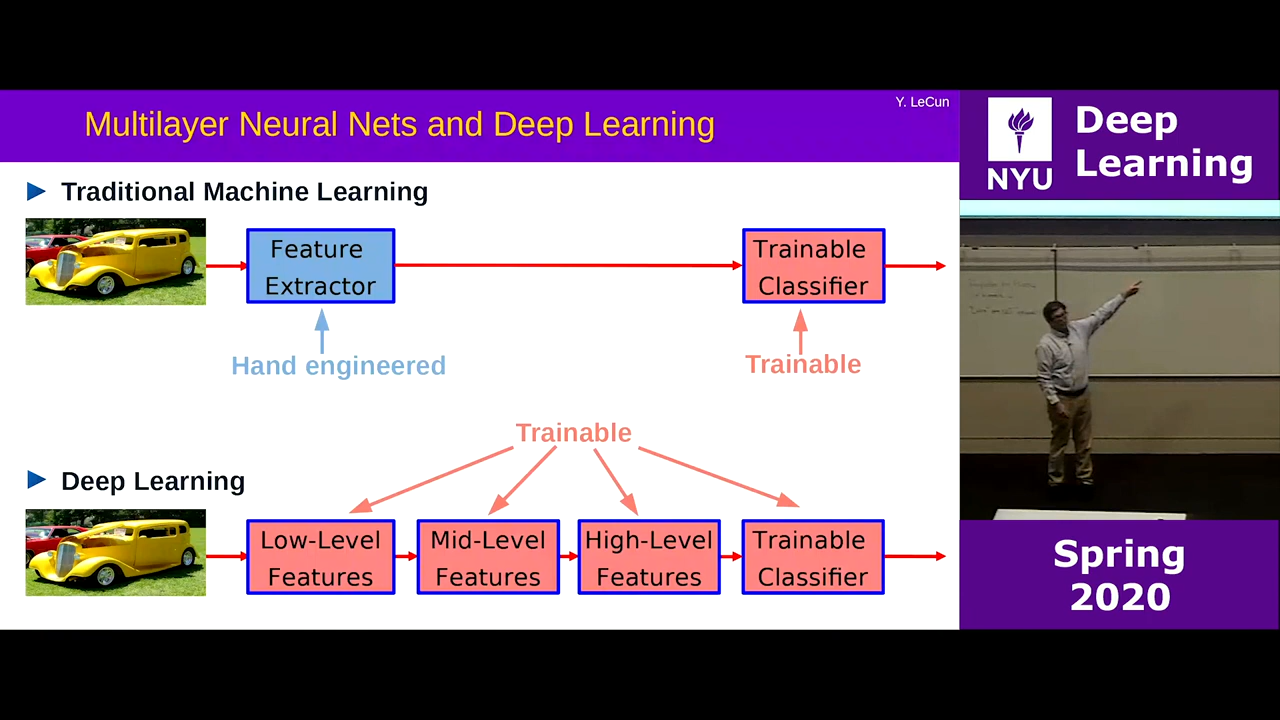 Y. LeCun
Multilayer Neural Nets and Deep Learning
Traditional Machine Learning
Feature
Extractor
Trainable
Classifier
Hand engineered
Trainable
Trainable
Deep Learning
Low-Level
Features
Mid-Level
Features
High-Level
Features
Trainable
Classifier
NYU
Deep
Learning
Spring
2020